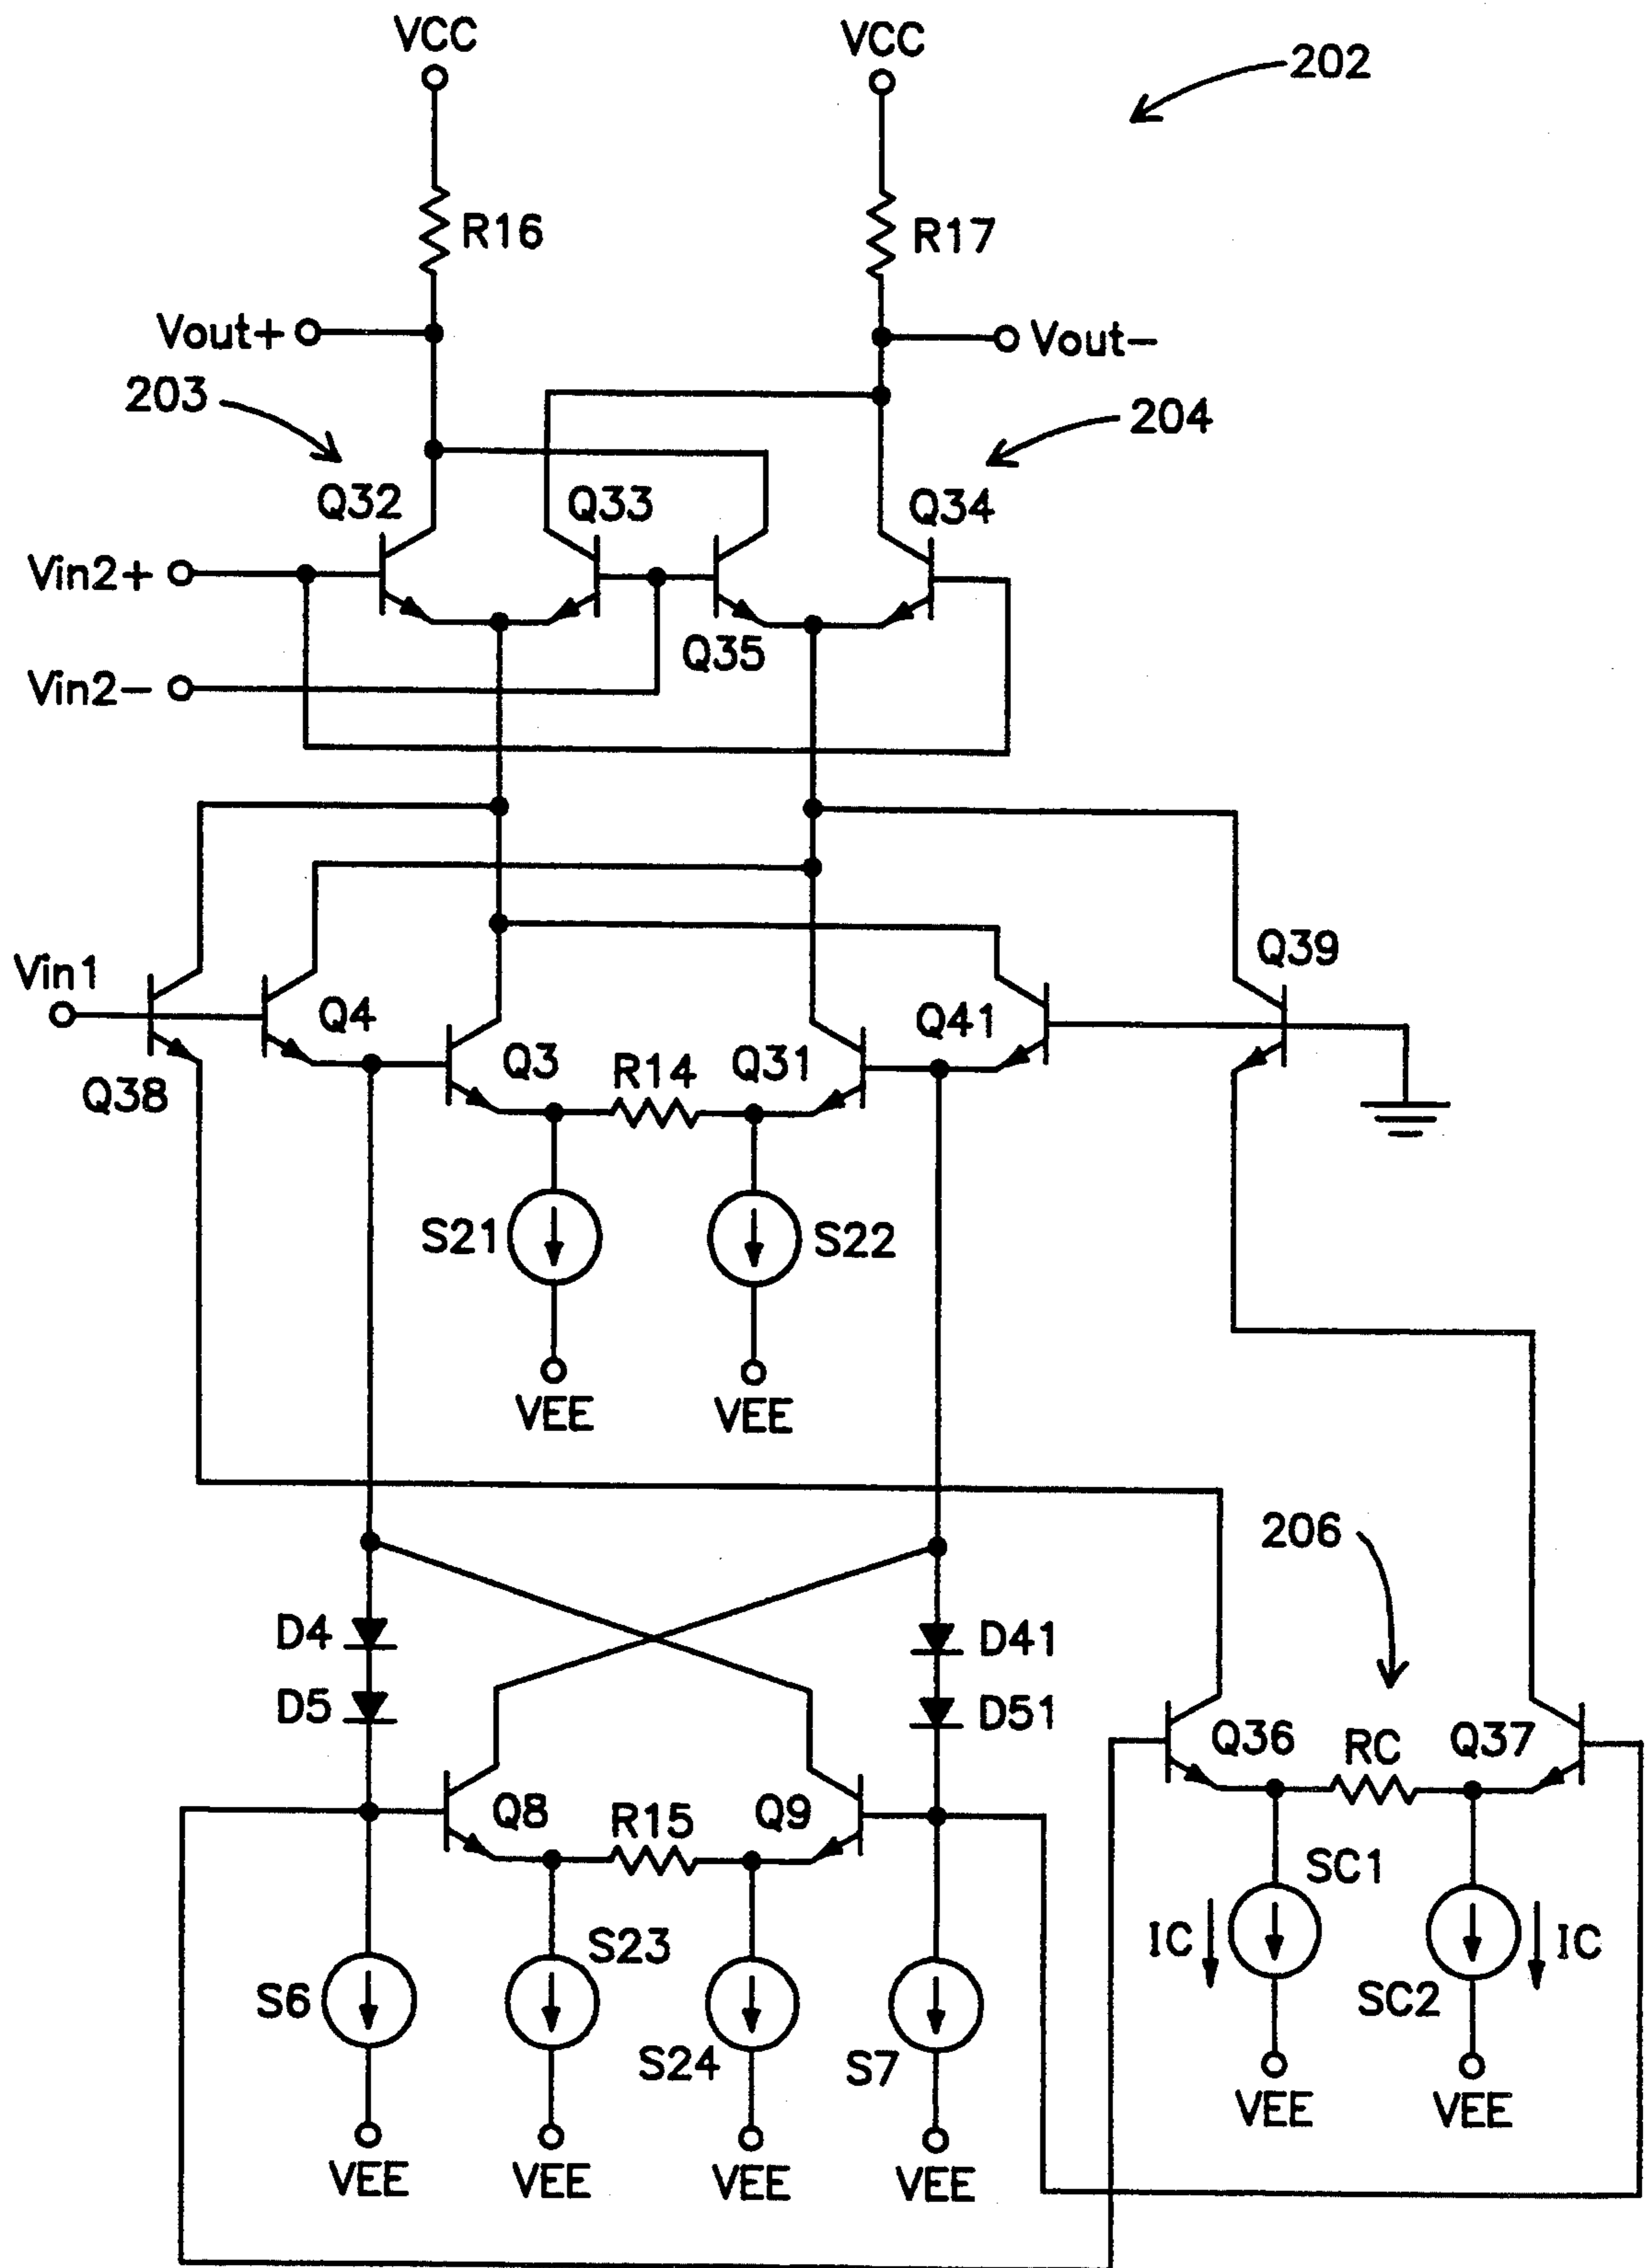 VCC VCC
202
R16 R17
Vout+ Vout-
203 204
Q32 Q33 Q34
Vin2+
Q35
Vin2-
Q39
Vin1
Q4 Q41
Q3 R14 Q31
Q38
S21 S22
VEE VEE
206
D4 D41
D5 D51
Q36 RC Q37
Q8 R15 Q9
SC1
IC IC
S23
S6 SC2
S24 S7
VEE VEE
VEE VEE VEE VEE